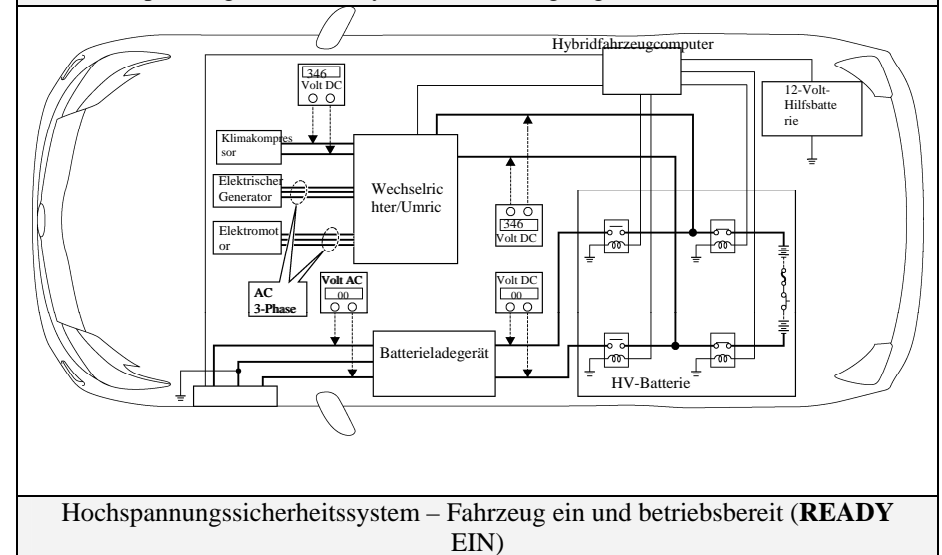 Hybridfahrzeugcomputer
346
Volt DC
12-Volt-
Hilfsbatte
rie
Klimakompres
sor
Elektrischer
Generator
Wechselric
hter/Umric
346
Volt DC
Elektromot
or
AC
3-Phase
Volt AC
00
Volt DC
00
Batterieladegerät
HV-Batterie
Hochspannungssicherheitssystem – Fahrzeug ein und betriebsbereit (READY
EIN)